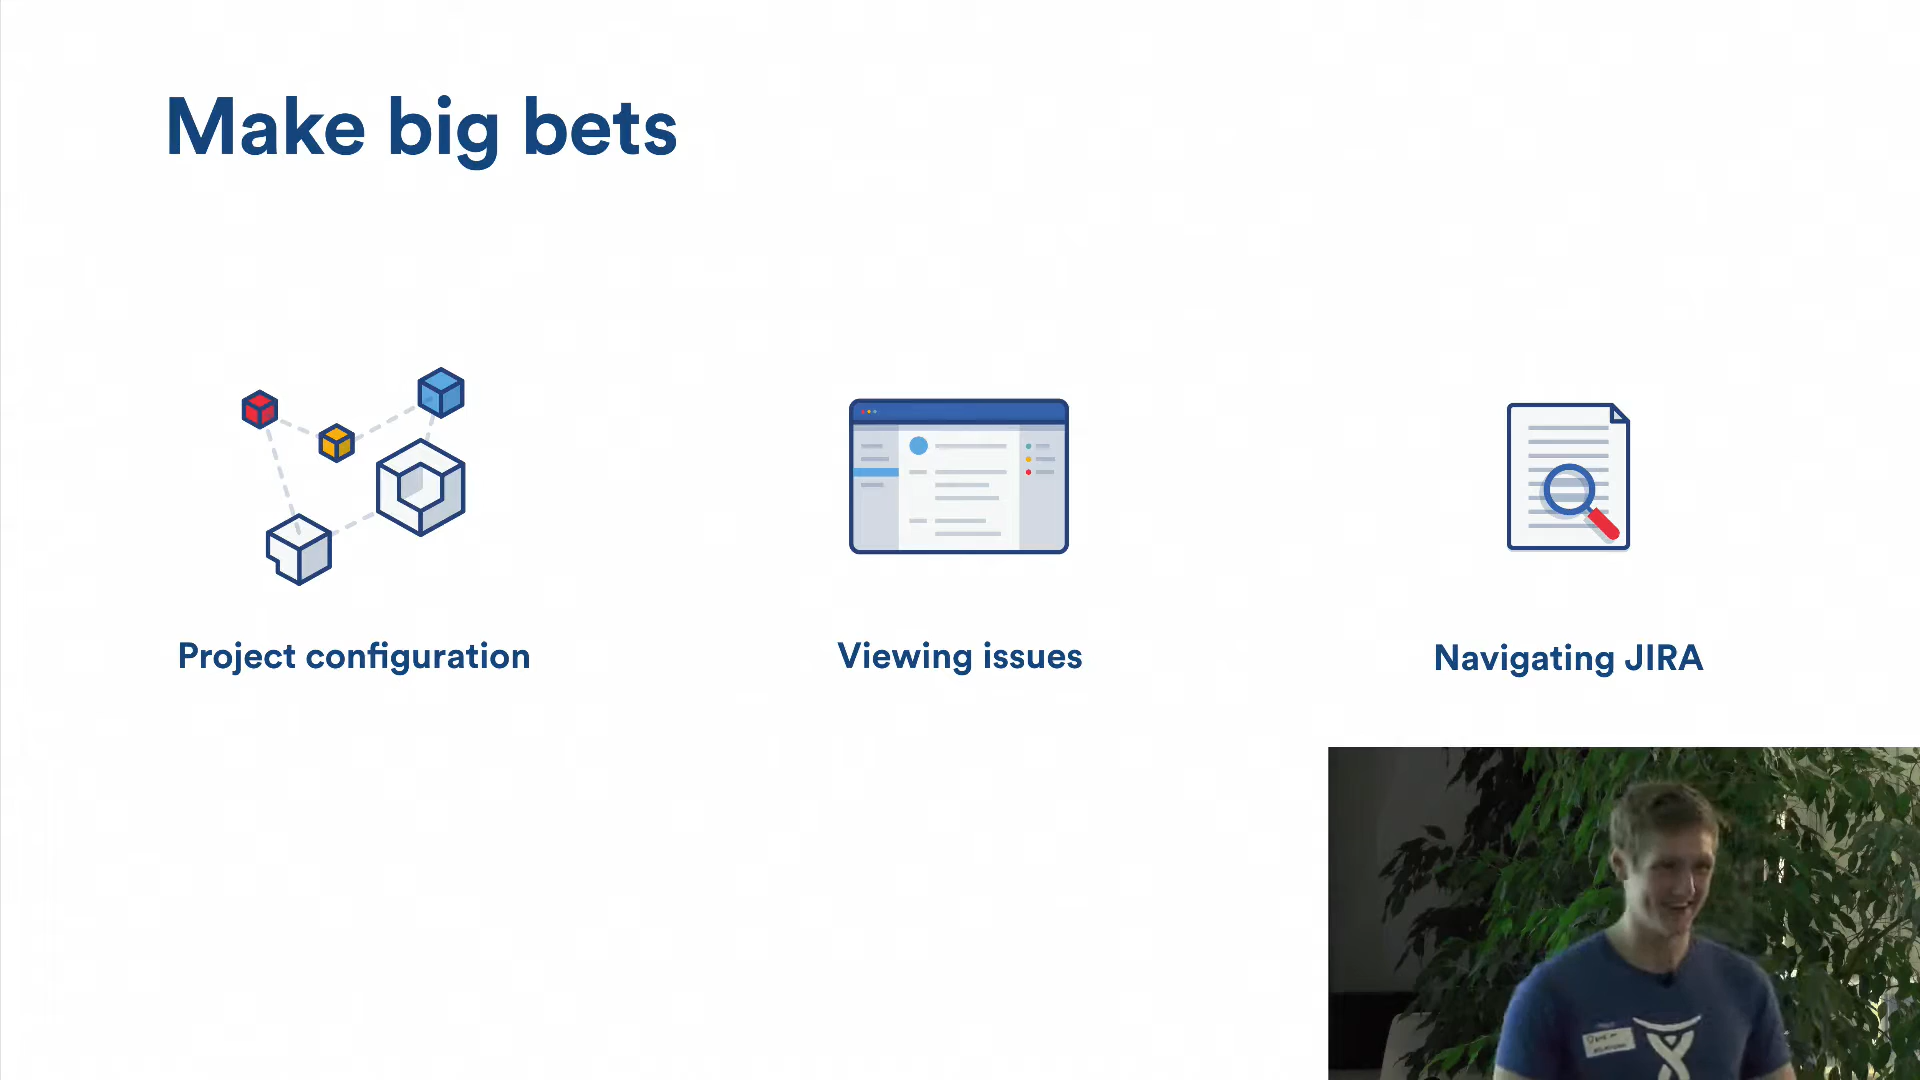 Make big bets
Project configuration
Viewing issues
Navigating JIRA